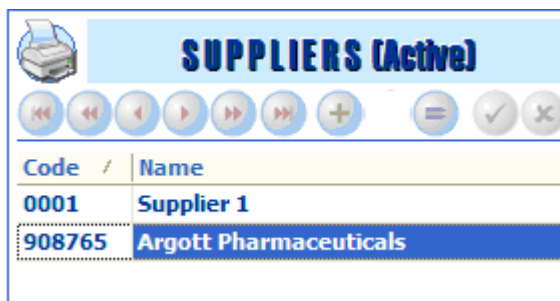 SUPPLIERS (Active)
Code / Name
0001 Supplier 1
908765 Argott Pharmaceuticals